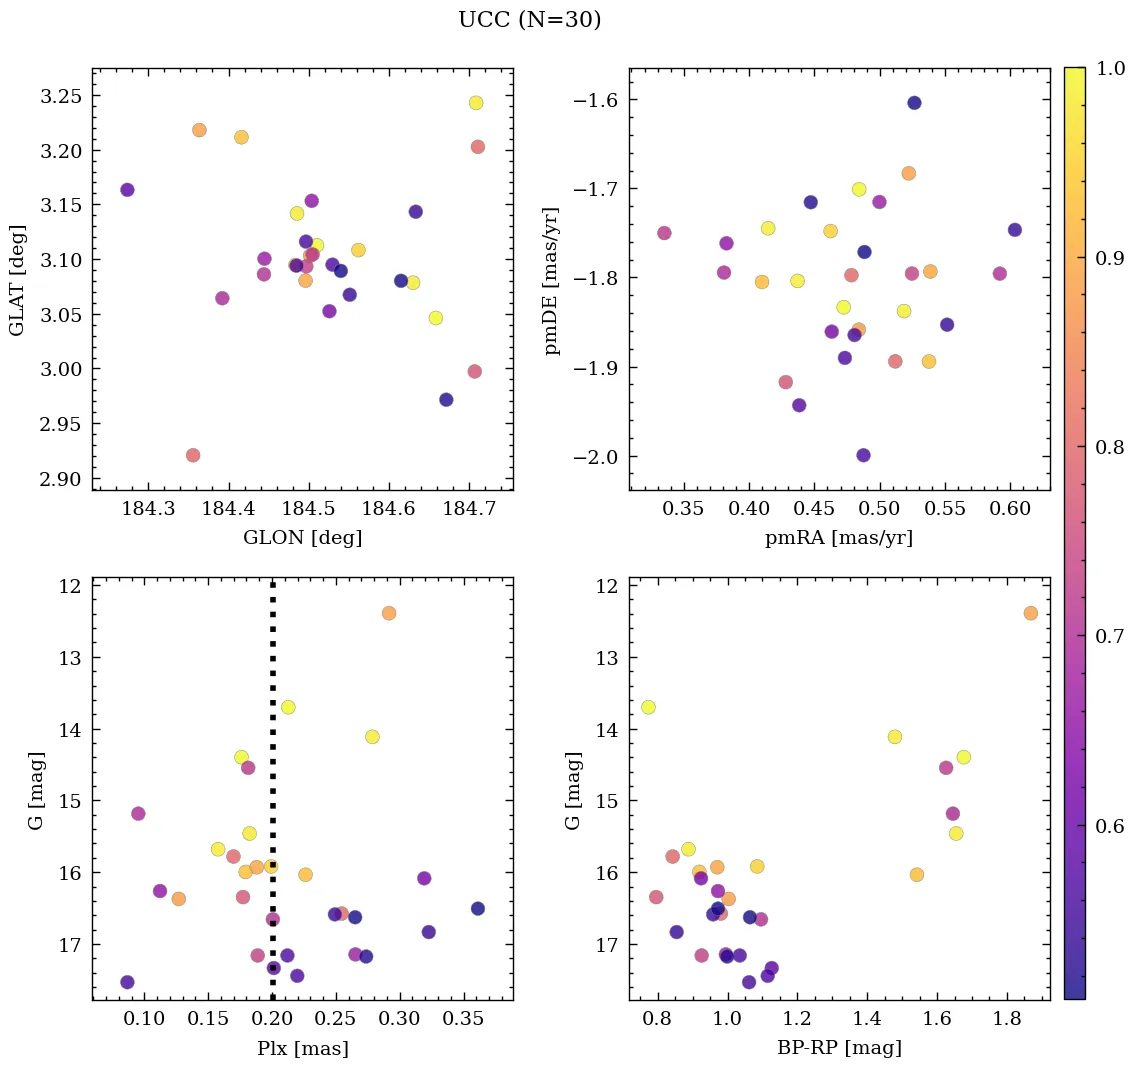 UCC (N=30)
3.25
3.20
3.15
3.10
3.05
3.00
2.95
2.90
GLAT [deg]
184.3 184.4 184.5 184.6 184.7
GLON [deg]
−1.6
−1.7
−1.8
−1.9
−2.0
pmDE [mas/yr]
0.35 0.40 0.45 0.50 0.55 0.60
pmRA [mas/yr]
12
13
14
15
16
17
G [mag]
0.10 0.15 0.20 0.25 0.30 0.35
Plx [mas]
12
13
14
15
16
17
G [mag]
0.8 1.0 1.2 1.4 1.6 1.8
BP-RP [mag]
1.0
0.9
0.8
0.7
0.6